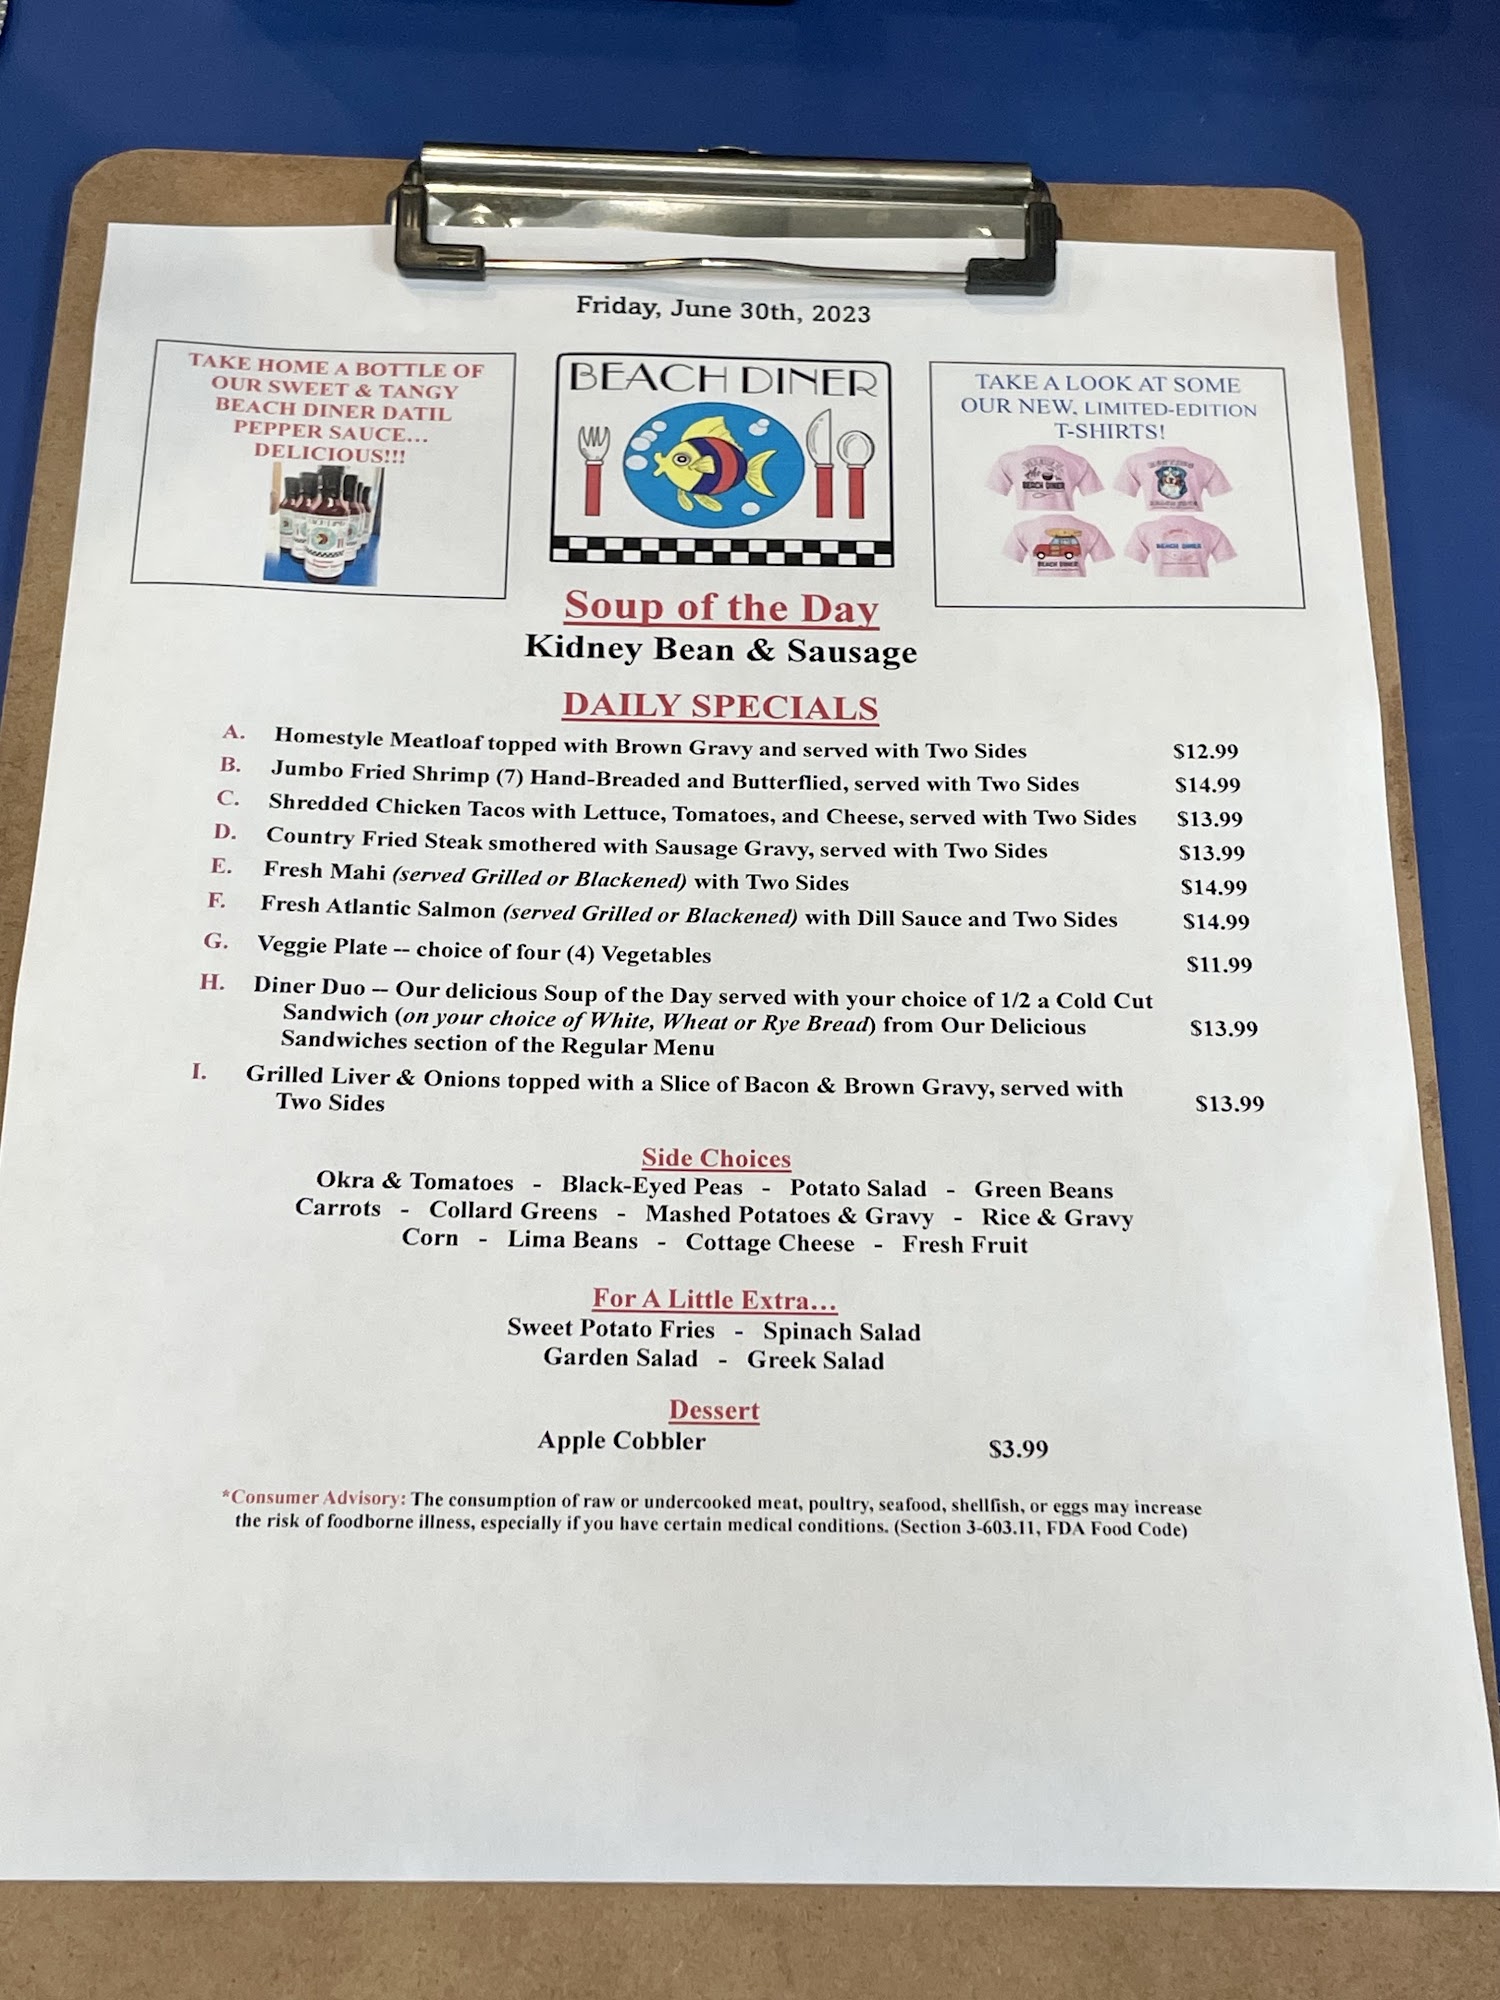 Friday, June 30th, 2023
TAKE HOME A BOTTLE OF
OUR SWEET & TANGY
BEACH DINER DATIL
PEPPER SAUCE...
DELICIOUS!!!
BEACH DINER
TAKE A LOOK AT SOME
OUR NEW, LIMITED-EDITION
T-SHIRTS!
BEACH DINER
BEACH DINER
BEACH DINER
Soup of the Day
Kidney Bean & Sausage
DAILY SPECIALS
A. Homestyle Meatloaf topped with Brown Gravy and served with Two Sides $12.99
B. Jumbo Fried Shrimp (7) Hand-Breaded and Butterflied, served with Two Sides $14.99
C. Shredded Chicken Tacos with Lettuce, Tomatoes, and Cheese, served with Two Sides $13.99
D. Country Fried Steak smothered with Sausage Gravy, served with Two Sides $13.99
E. Fresh Mahi (served Grilled or Blackened) with Two Sides $14.99
F. Fresh Atlantic Salmon (served Grilled or Blackened) with Dill Sauce and Two Sides $14.99
G. Veggie Plate -- choice of four (4) Vegetables $11.99
H. Diner Duo -- Our delicious Soup of the Day served with your choice of 1/2 a Cold Cut
Sandwich (on your choice of White, Wheat or Rye Bread) from Our Delicious $13.99
Sandwiches section of the Regular Menu
I. Grilled Liver & Onions topped with a Slice of Bacon & Brown Gravy, served with
Two Sides $13.99
Side Choices
Okra & Tomatoes - Black-Eyed Peas - Potato Salad - Green Beans
Carrots - Collard Greens - Mashed Potatoes & Gravy - Rice & Gravy
Corn - Lima Beans - Cottage Cheese - Fresh Fruit
For A Little Extra...
Sweet Potato Fries - Spinach Salad
Garden Salad - Greek Salad
Dessert
Apple Cobbler $3.99
*Consumer Advisory: The consumption of raw or undercooked meat, poultry, seafood, shellfish, or eggs may increase
the risk of foodborne illness, especially if you have certain medical conditions. (Section 3-603.11, FDA Food Code)